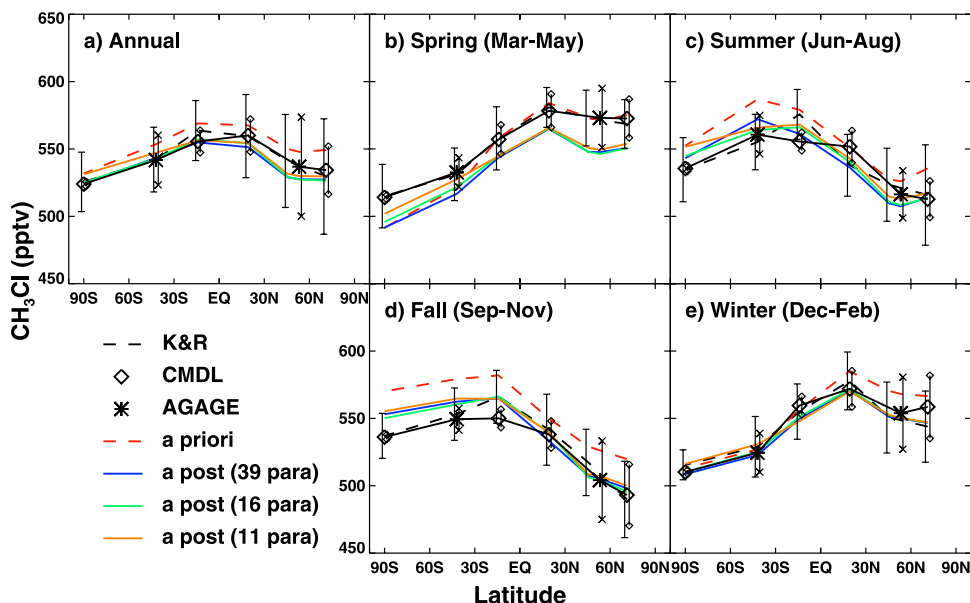 650
600
550
500
450
CH₃Cl (pptv)
a) Annual
b) Spring (Mar-May)
c) Summer (Jun-Aug)
90S 60S 30S EQ 30N 60N 90N
d) Fall (Sep-Nov)
e) Winter (Dec-Feb)
K&R
CMDL
AGAGE
a priori
a post (39 para)
a post (16 para)
a post (11 para)
600
550
500
450
90S 60S 30S EQ 30N 60N 90N
90S 60S 30S EQ 30N 60N 90N
Latitude